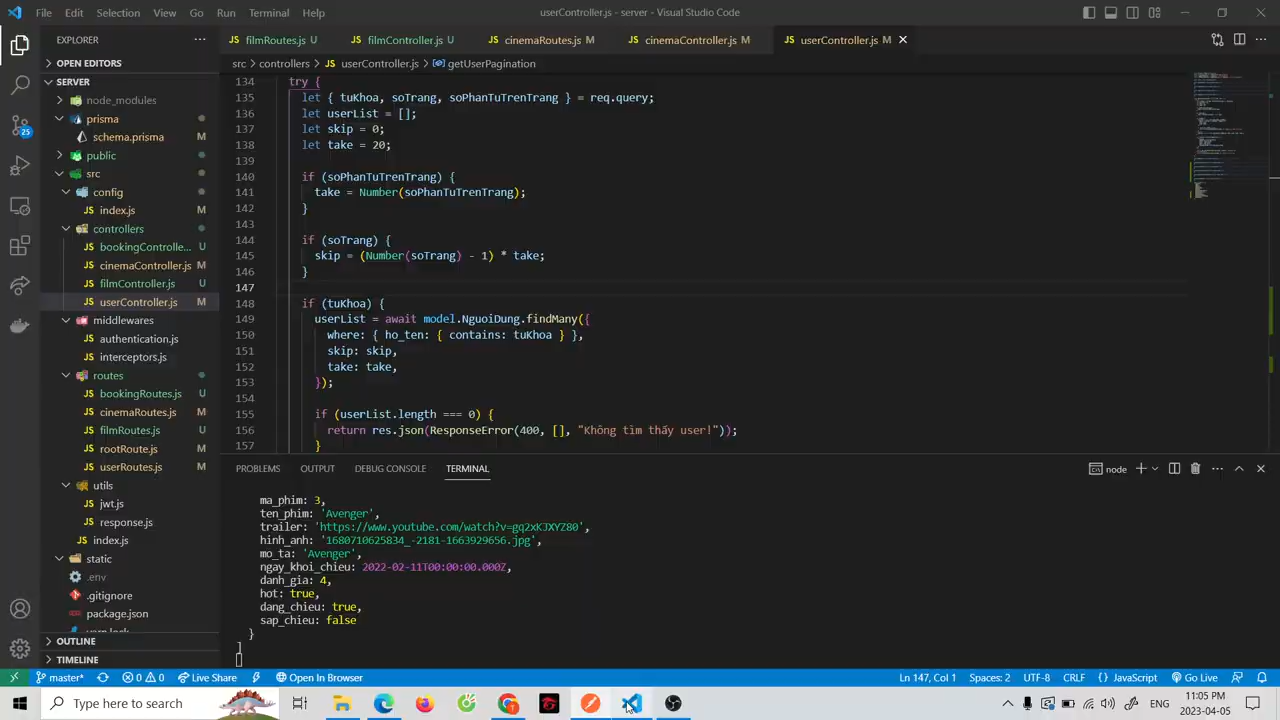 File Edit Selection View Go Run Terminal Help
userController.js - server - Visual Studio Code
EXPLORER
filmRoutes.js U
filmController.js U
cinemaRoutes.js M
cinemaController.js M
userController.js M
OPEN EDITORS
src > controllers > userController.js > getUserPagination
SERVER
node_modules
prisma
schema.prisma M
public
src
config
index.js M
controllers
bookingControlle... U
cinemaController.js M
filmController.js U
userController.js M
middlewares
authentication.js M
interceptors.js M
routes
bookingRoutes.js U
cinemaRoutes.js M
filmRoutes.js U
rootRoute.js M
userRoutes.js M
utils
jwt.js M
response.js M
index.js M
static
.env
.gitignore M
package.json M
yarn.lock
OUTLINE
TIMELINE
25
134 try {
135 let { tuKhoa, soTrang, soPhanTuTrenTrang } = req.query;
136 let userList = [];
137 let skip = 0;
138 let take = 20;
139
140 if (soPhanTuTrenTrang) {
141 take = Number(soPhanTuTrenTrang);
142 }
143
144 if (soTrang) {
145 skip = (Number(soTrang) - 1) * take;
146 }
147
148 if (tuKhoa) {
149 userList = await model.NguoiDung.findMany({
150 where: { ho_ten: { contains: tuKhoa } },
151 skip: skip,
152 take: take,
153 });
154
155 if (userList.length === 0) {
156 return res.json(ResponseError(400, [], "Không tìm thấy user!"));
157 }
PROBLEMS OUTPUT DEBUG CONSOLE TERMINAL
node
ma_phim: 3,
ten_phim: 'Avenger',
trailer: 'https://www.youtube.com/watch?v=gq2xKJXYZ80',
hinh_anh: '1680710625834_-2181-1663929656.jpg',
mo_ta: 'Avenger',
ngay_khoi_chieu: 2022-02-11T00:00:00.000Z,
danh_gia: 4,
hot: true,
dang_chieu: true,
sap_chieu: false
}
]
master* 0 0 Live Share Open In Browser
Ln 147, Col 1 Spaces: 2 UTF-8 CRLF {} JavaScript Go Live
Type here to search
ENG
11:05 PM
2023-04-05